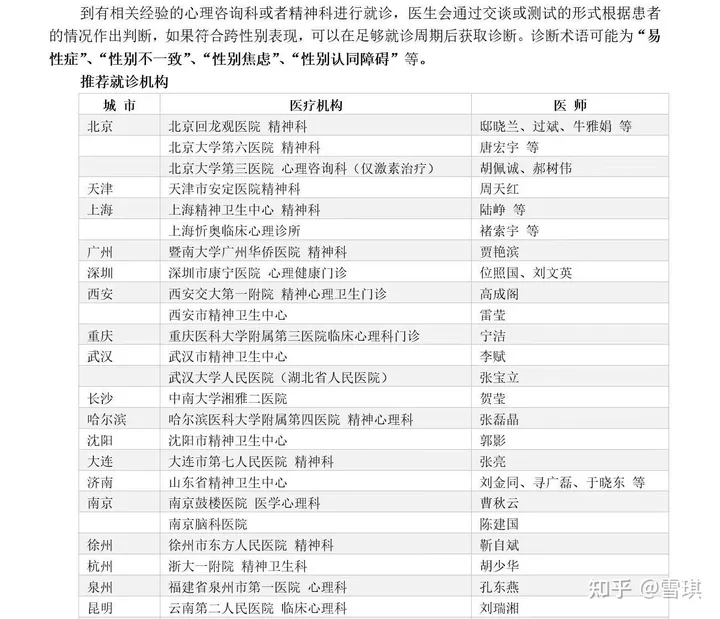 到有相关经验的心理咨询科或者精神科进行就诊，医生会通过交谈或测试的形式根据患者
的情况作出判断，如果符合跨性别表现，可以在足够就诊周期后获取诊断。诊断术语可能为“易
性症”、“性别不一致”、“性别焦虑”、“性别认同障碍”等。
推荐就诊机构
城 市 医疗机构 医 师
北京 北京回龙观医院 精神科 邸晓兰、过斌、牛雅娟 等
北京大学第六医院 精神科 唐宏宇 等
北京大学第三医院 心理咨询科（仅激素治疗） 胡佩诚、郝树伟
天津 天津市安定医院精神科 周天红
上海 上海精神卫生中心 精神科 陆峥 等
上海忻奥临床心理诊所 褚索宇 等
广州 暨南大学广州华侨医院 精神科 贾艳滨
深圳 深圳市康宁医院 心理健康门诊 位照国、刘文英
西安 西安交大第一附院 精神心理卫生门诊 高成阁
西安市精神卫生中心 雷莹
重庆 重庆医科大学附属第三医院临床心理科门诊 宁洁
武汉 武汉市精神卫生中心 李赋
武汉大学人民医院（湖北省人民医院） 张宝立
长沙 中南大学湘雅二医院 贺莹
哈尔滨 哈尔滨医科大学附属第四医院 精神心理科 张磊晶
沈阳 沈阳市精神卫生中心 郭影
大连 大连市第七人民医院 精神科 张亮
济南 山东省精神卫生中心 刘金同、寻广磊、于晓东 等
南京 南京鼓楼医院 医学心理科 曹秋云
南京脑科医院 陈建国
徐州 徐州市东方人民医院 精神科 靳自斌
杭州 浙大一附院 精神卫生科 胡少华
泉州 福建省泉州市第一医院 心理科 孔东燕
昆明 云南第二人民医院 临床心理科 刘瑞湘
知乎 @雪琪